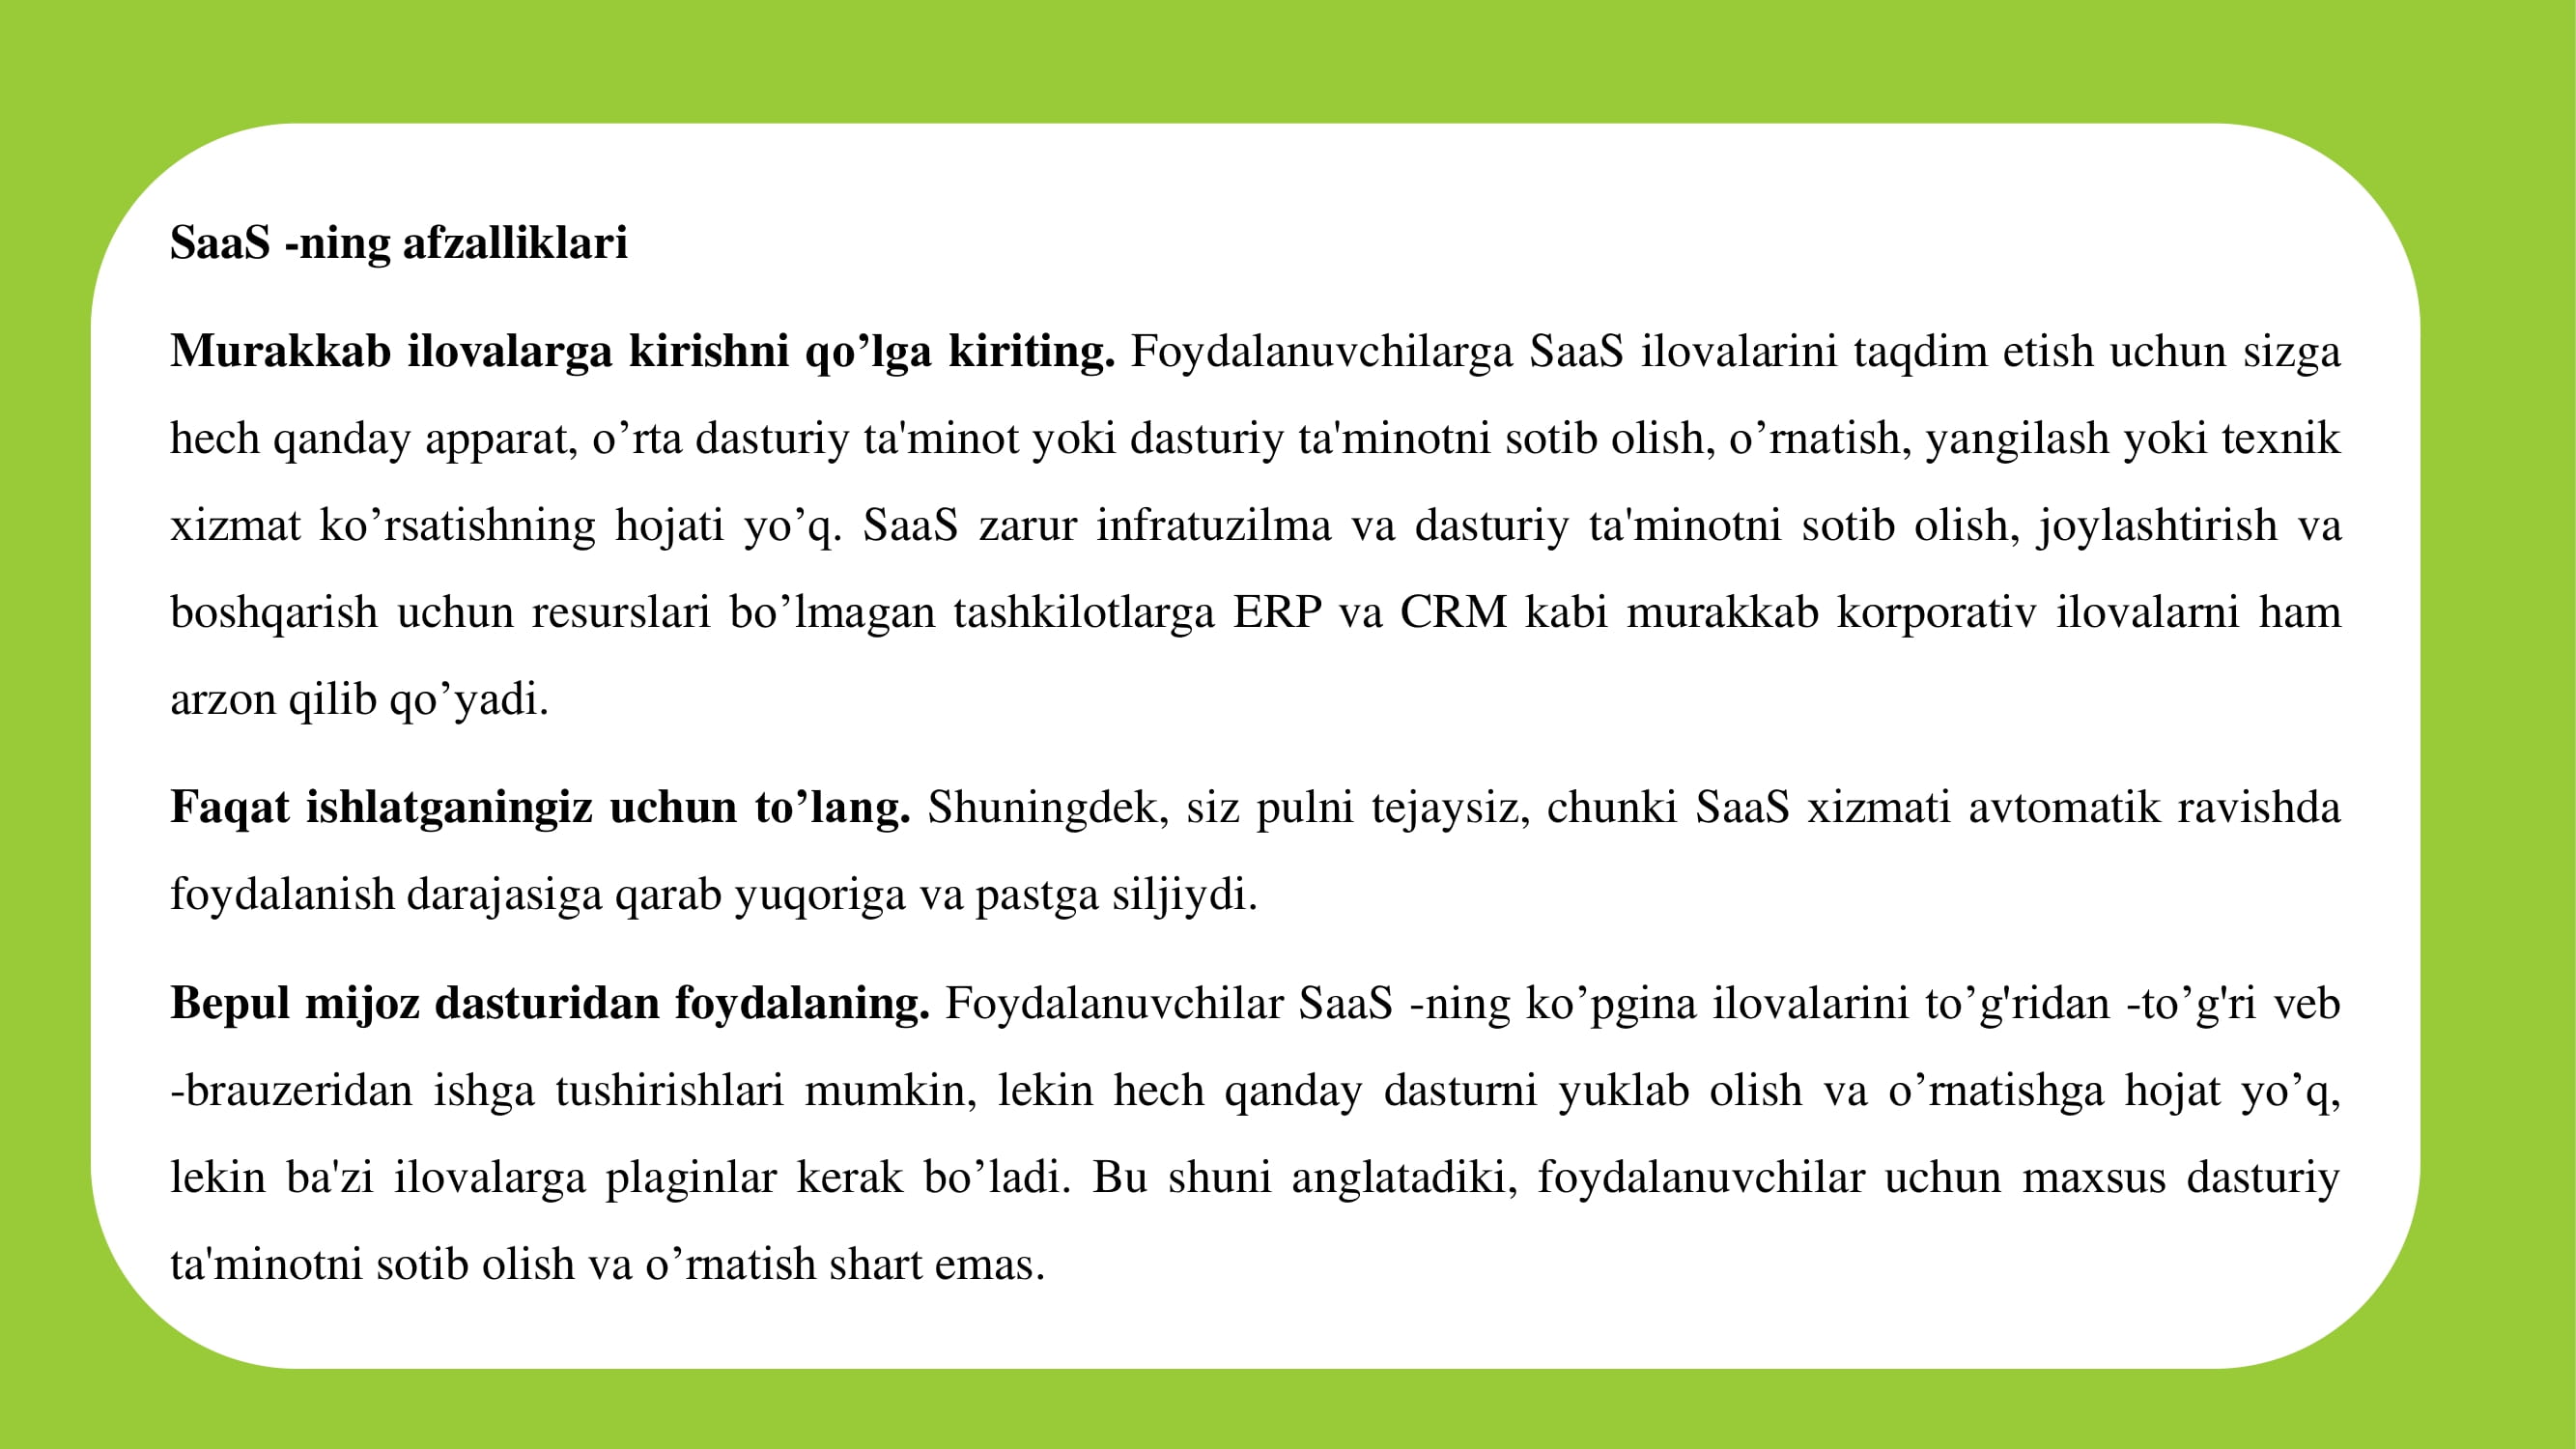 SaaS -ning afzalliklari
Murakkab ilovalarga kirishni qo’lga kiriting. Foydalanuvchilarga SaaS ilovalarini taqdim etish uchun sizga
hech qanday apparat, o’rta dasturiy ta'minot yoki dasturiy ta'minotni sotib olish, o’rnatish, yangilash yoki texnik
xizmat ko’rsatishning hojati yo’q. SaaS zarur infratuzilma va dasturiy ta'minotni sotib olish, joylashtirish va
boshqarish uchun resurslari bo’lmagan tashkilotlarga ERP va CRM kabi murakkab korporativ ilovalarni ham
arzon qilib qo’yadi.
Faqat ishlatganingiz uchun to’lang. Shuningdek, siz pulni tejaysiz, chunki SaaS xizmati avtomatik ravishda
foydalanish darajasiga qarab yuqoriga va pastga siljiydi.
Bepul mijoz dasturidan foydalaning. Foydalanuvchilar SaaS -ning ko’pgina ilovalarini to’g'ridan -to’g'ri veb
-brauzeridan ishga tushirishlari mumkin, lekin hech qanday dasturni yuklab olish va o’rnatishga hojat yo’q,
lekin ba'zi ilovalarga plaginlar kerak bo’ladi. Bu shuni anglatadiki, foydalanuvchilar uchun maxsus dasturiy
ta'minotni sotib olish va o’rnatish shart emas.